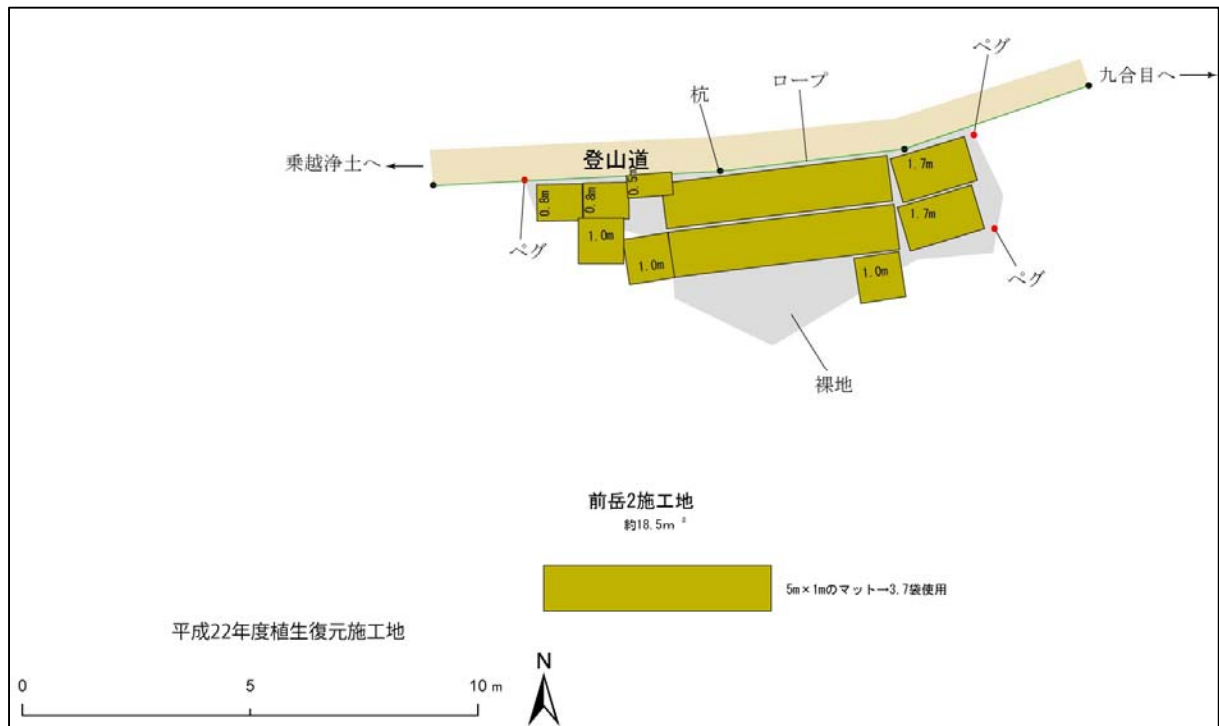 ペグ
九合目へ
ロープ
杭
登山道
乗越浄土へ
1.7m
0.5m
0.8m
0.8m
1.7m
1.0m
ペグ
1.0m
1.0m
ペグ
裸地
前岳2施工地
約18.5m²
5m×1mのマット→3.7袋使用
平成22年度植生復元施工地
N
0 5 10 m